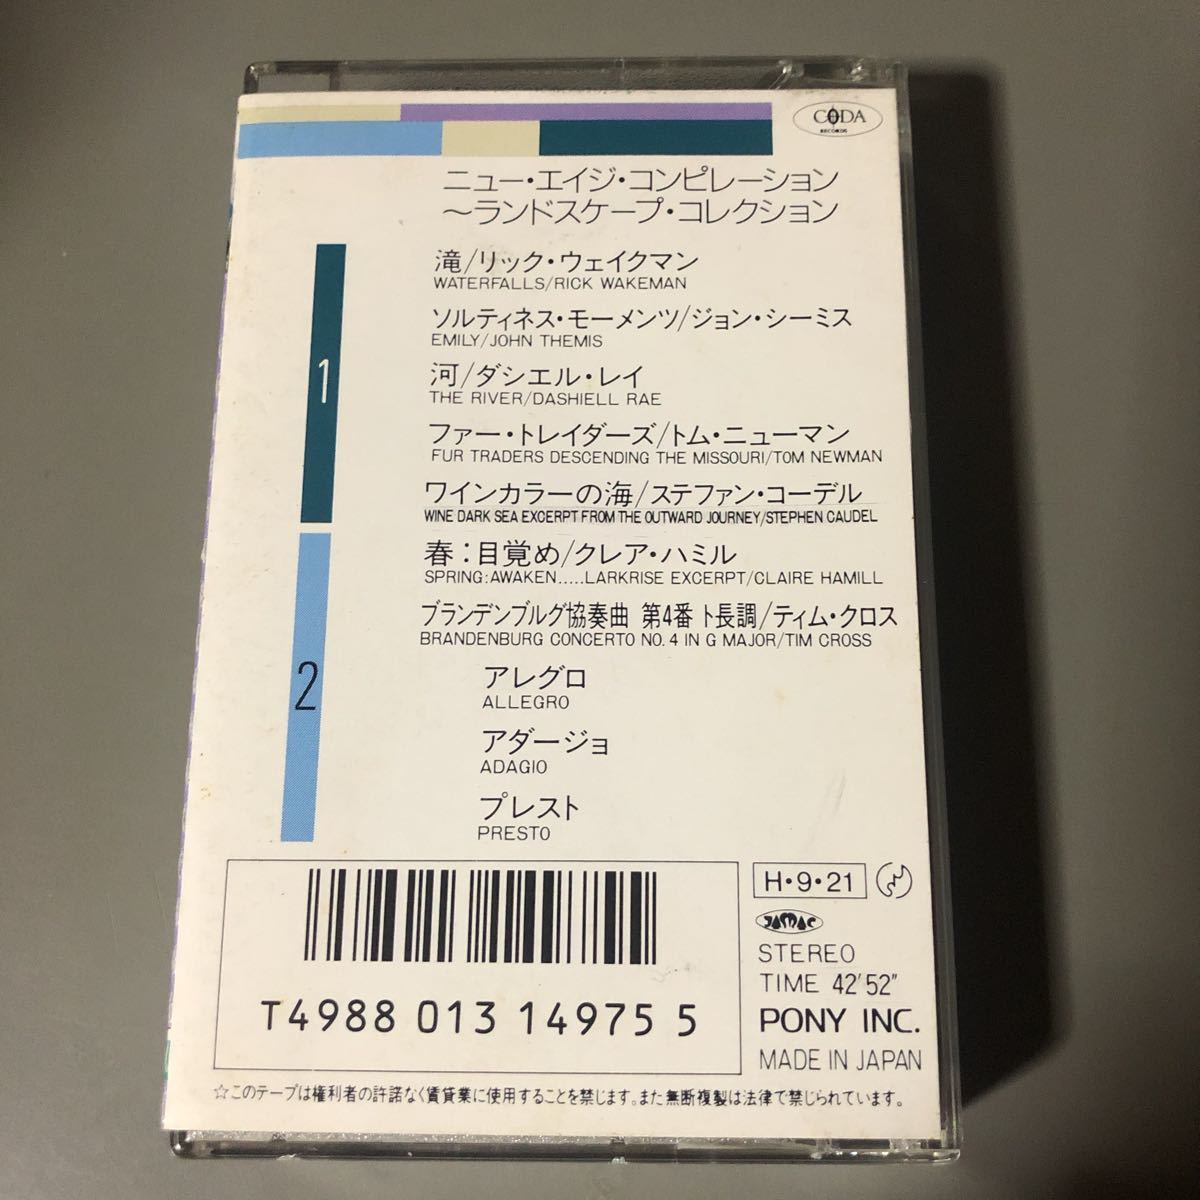 CODA
RECORDS
ニュー・エイジ・コンピレーション
～ランドスケープ・コレクション
1
滝/リック・ウェイクマン
WATERFALLS/RICK WAKEMAN
ソルティネス・モーメンツ/ジョン・シーミス
EMILY/JOHN THEMIS
河/ダシエル・レイ
THE RIVER/DASHIELL RAE
ファー・トレイダーズ/トム・ニューマン
FUR TRADERS DESCENDING THE MISSOURI/TOM NEWMAN
ワインカラーの海/ステファン・コーデル
WINE DARK SEA EXCERPT FROM THE OUTWARD JOURNEY/STEPHEN CAUDEL
2
春:目覚め/クレア・ハミル
SPRING:AWAKEN.....LARKRISE EXCERPT/CLAIRE HAMILL
ブランデンブルグ協奏曲 第4番 ト長調/ティム・クロス
BRANDENBURG CONCERTO NO. 4 IN G MAJOR/TIM CROSS
アレグロ
ALLEGRO
アダージョ
ADAGIO
プレスト
PRESTO
T4988 013 14975 5
H・9・21
JAMAC
STEREO
TIME 42'52"
PONY INC.
MADE IN JAPAN
☆このテープは権利者の許諾なく賃貸業に使用することを禁じます。また無断複製は法律で禁じられています。